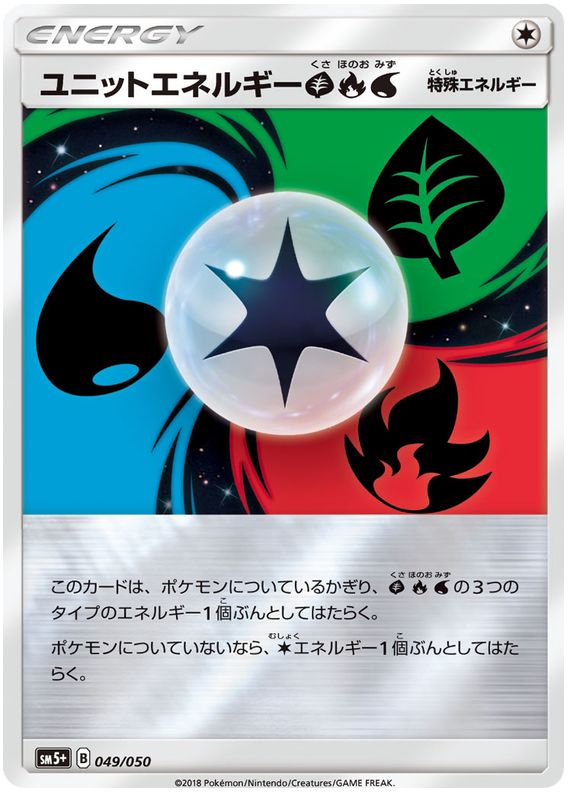 ENERGY
くさ ほのお みず
ユニットエネルギー
とくしゅ
特殊エネルギー
くさ ほのお みず
このカードは、ポケモンについているかぎり、の3つの
こ
タイプのエネルギー1個ぶんとしてはたらく。
むしょく こ
ポケモンについていないなら、エネルギー1個ぶんとしてはた
らく。
SM5+ B 049/050
©2018 Pokémon/Nintendo/Creatures/GAME FREAK.